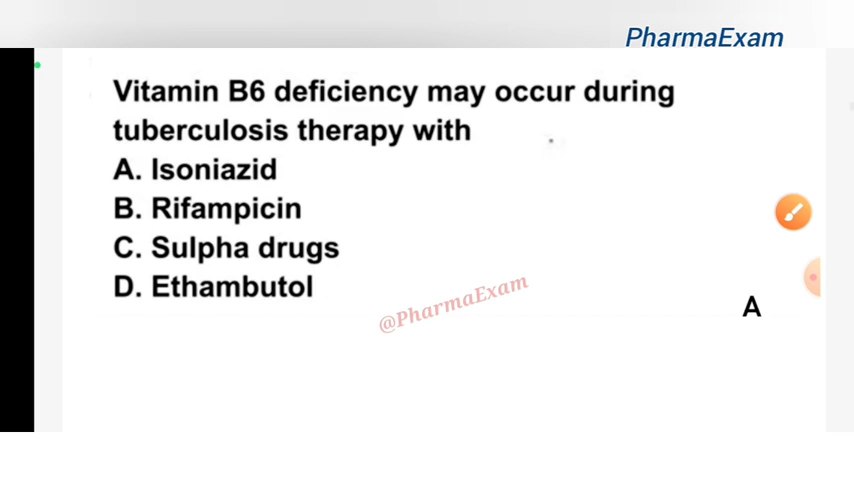 PharmaExam
Vitamin B6 deficiency may occur during
tuberculosis therapy with
A. Isoniazid
B. Rifampicin
C. Sulpha drugs
D. Ethambutol
@PharmaExam
A